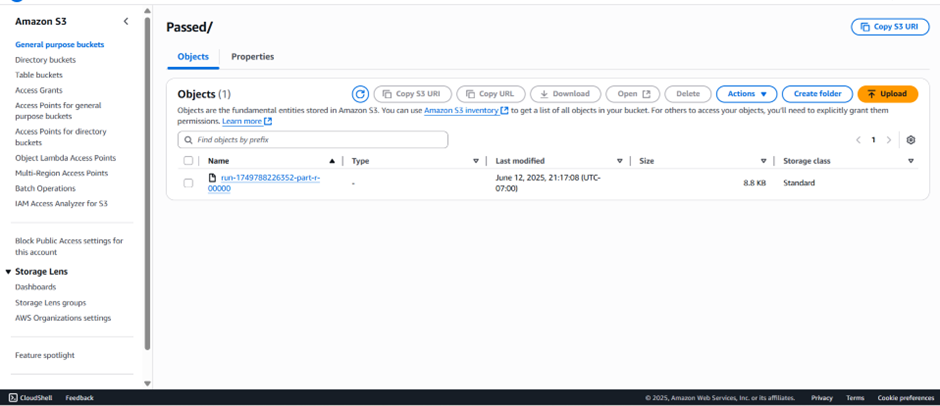 Amazon S3
General purpose buckets
Directory buckets
Table buckets
Access Grants
Access Points for general
purpose buckets
Access Points for directory
buckets
Object Lambda Access Points
Multi-Region Access Points
Batch Operations
IAM Access Analyzer for S3
Block Public Access settings for
this account
Storage Lens
Dashboards
Storage Lens groups
AWS Organizations settings
Feature spotlight
Passed/
Copy S3 URI
Objects Properties
Objects (1)
Copy S3 URI Copy URL Download Open Delete Actions Create folder Upload
Objects are the fundamental entities stored in Amazon S3. You can use Amazon S3 inventory to get a list of all objects in your bucket. For others to access your objects, you'll need to explicitly grant them
permissions. Learn more
Find objects by prefix
1
Name Type Last modified Size Storage class
run-1749788226352-part-r-
00000
-
June 12, 2025, 21:17:08 (UTC-
07:00)
8.8 KB
Standard
CloudShell Feedback © 2025, Amazon Web Services, Inc. or its affiliates. Privacy Terms Cookie preferences